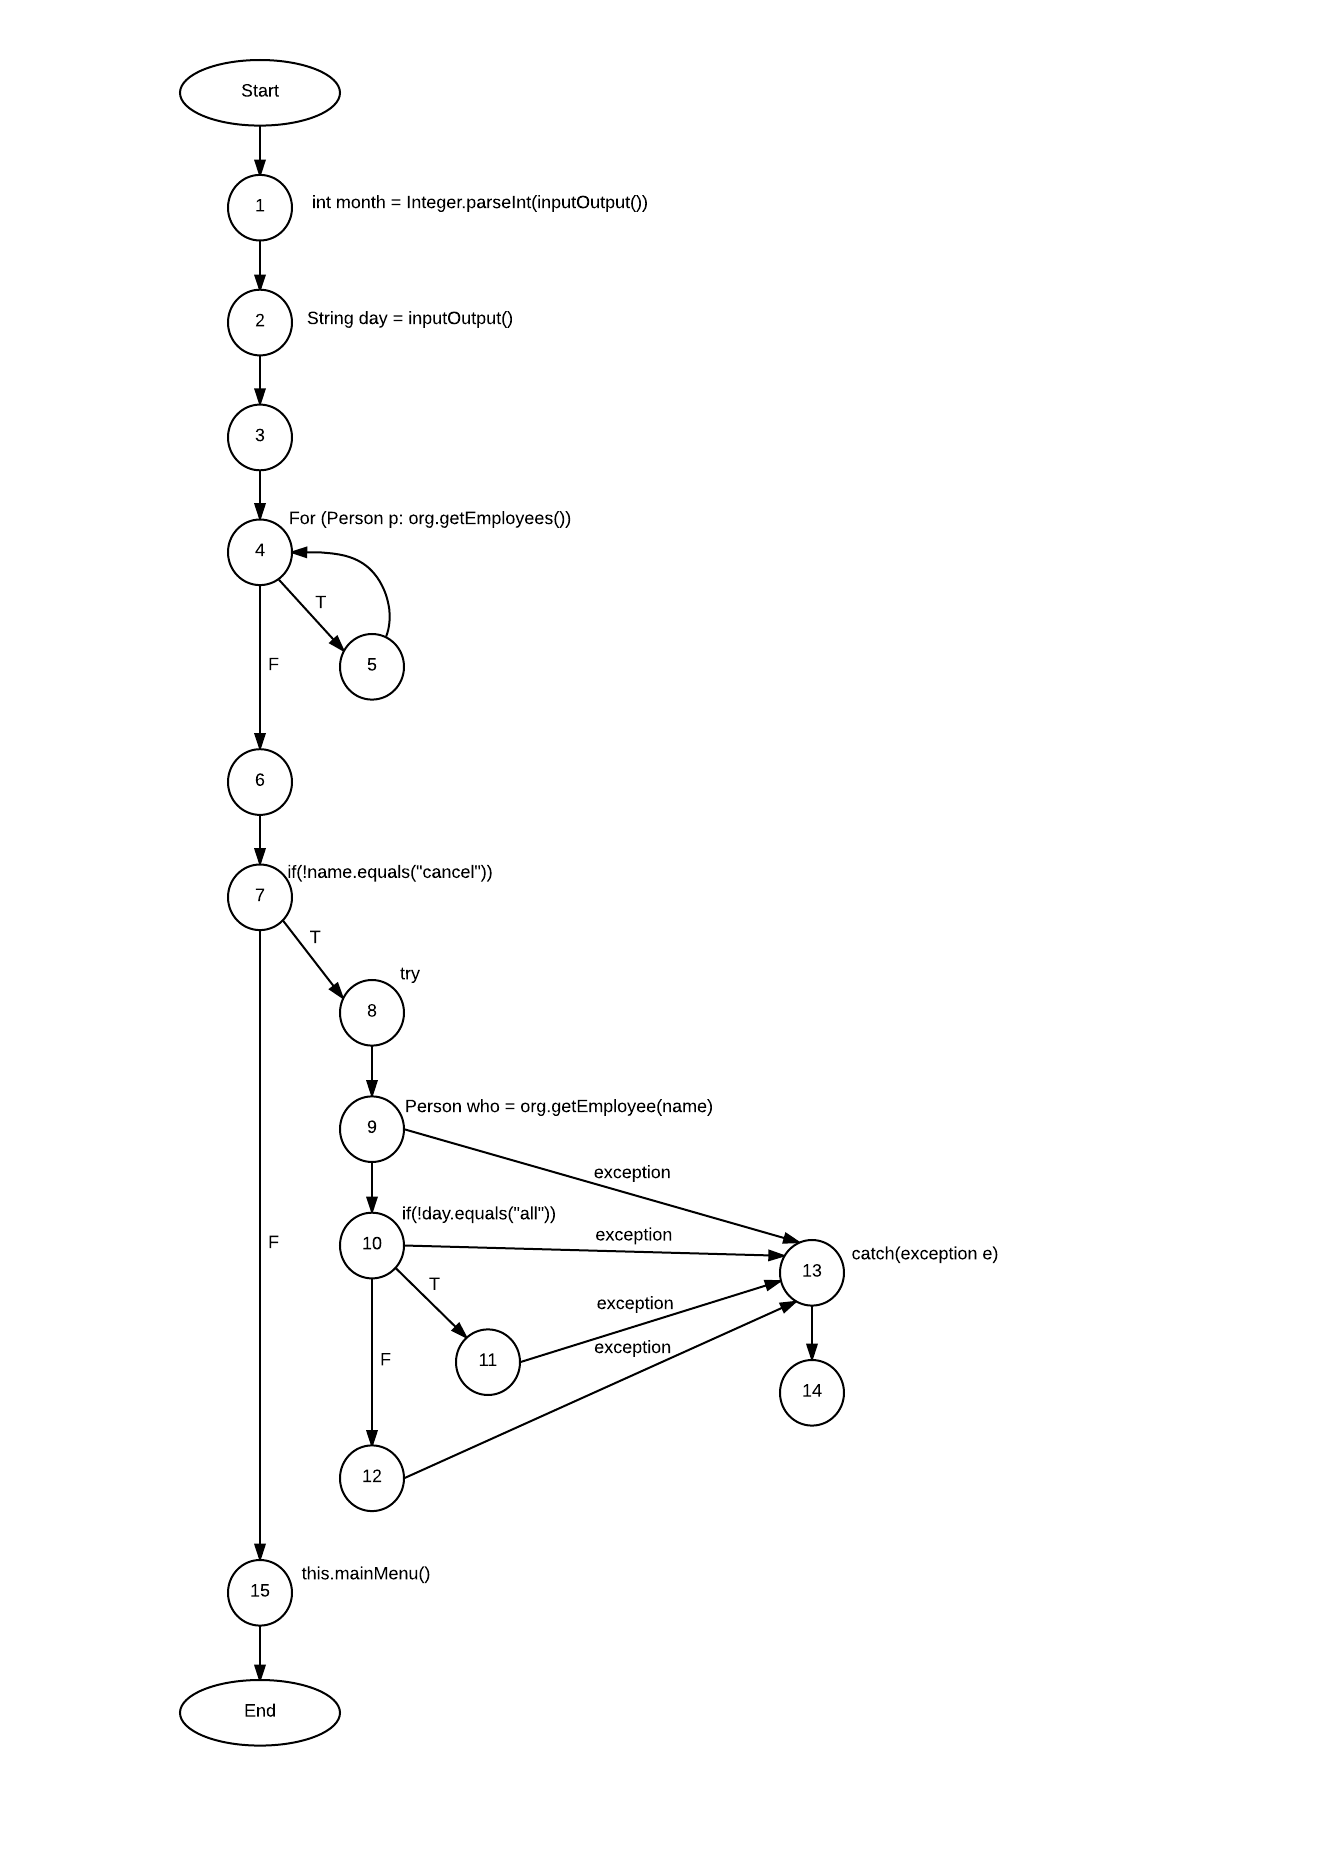 Start
1
int month = Integer.parseInt(inputOutput())
2
String day = inputOutput()
3
For (Person p: org.getEmployees())
4
T
5
F
6
if(!name.equals("cancel"))
7
T
try
8
Person who = org.getEmployee(name)
9
exception
if(!day.equals("all"))
10
exception
catch(exception e)
13
T
exception
F
11
exception
14
12
F
this.mainMenu()
15
End